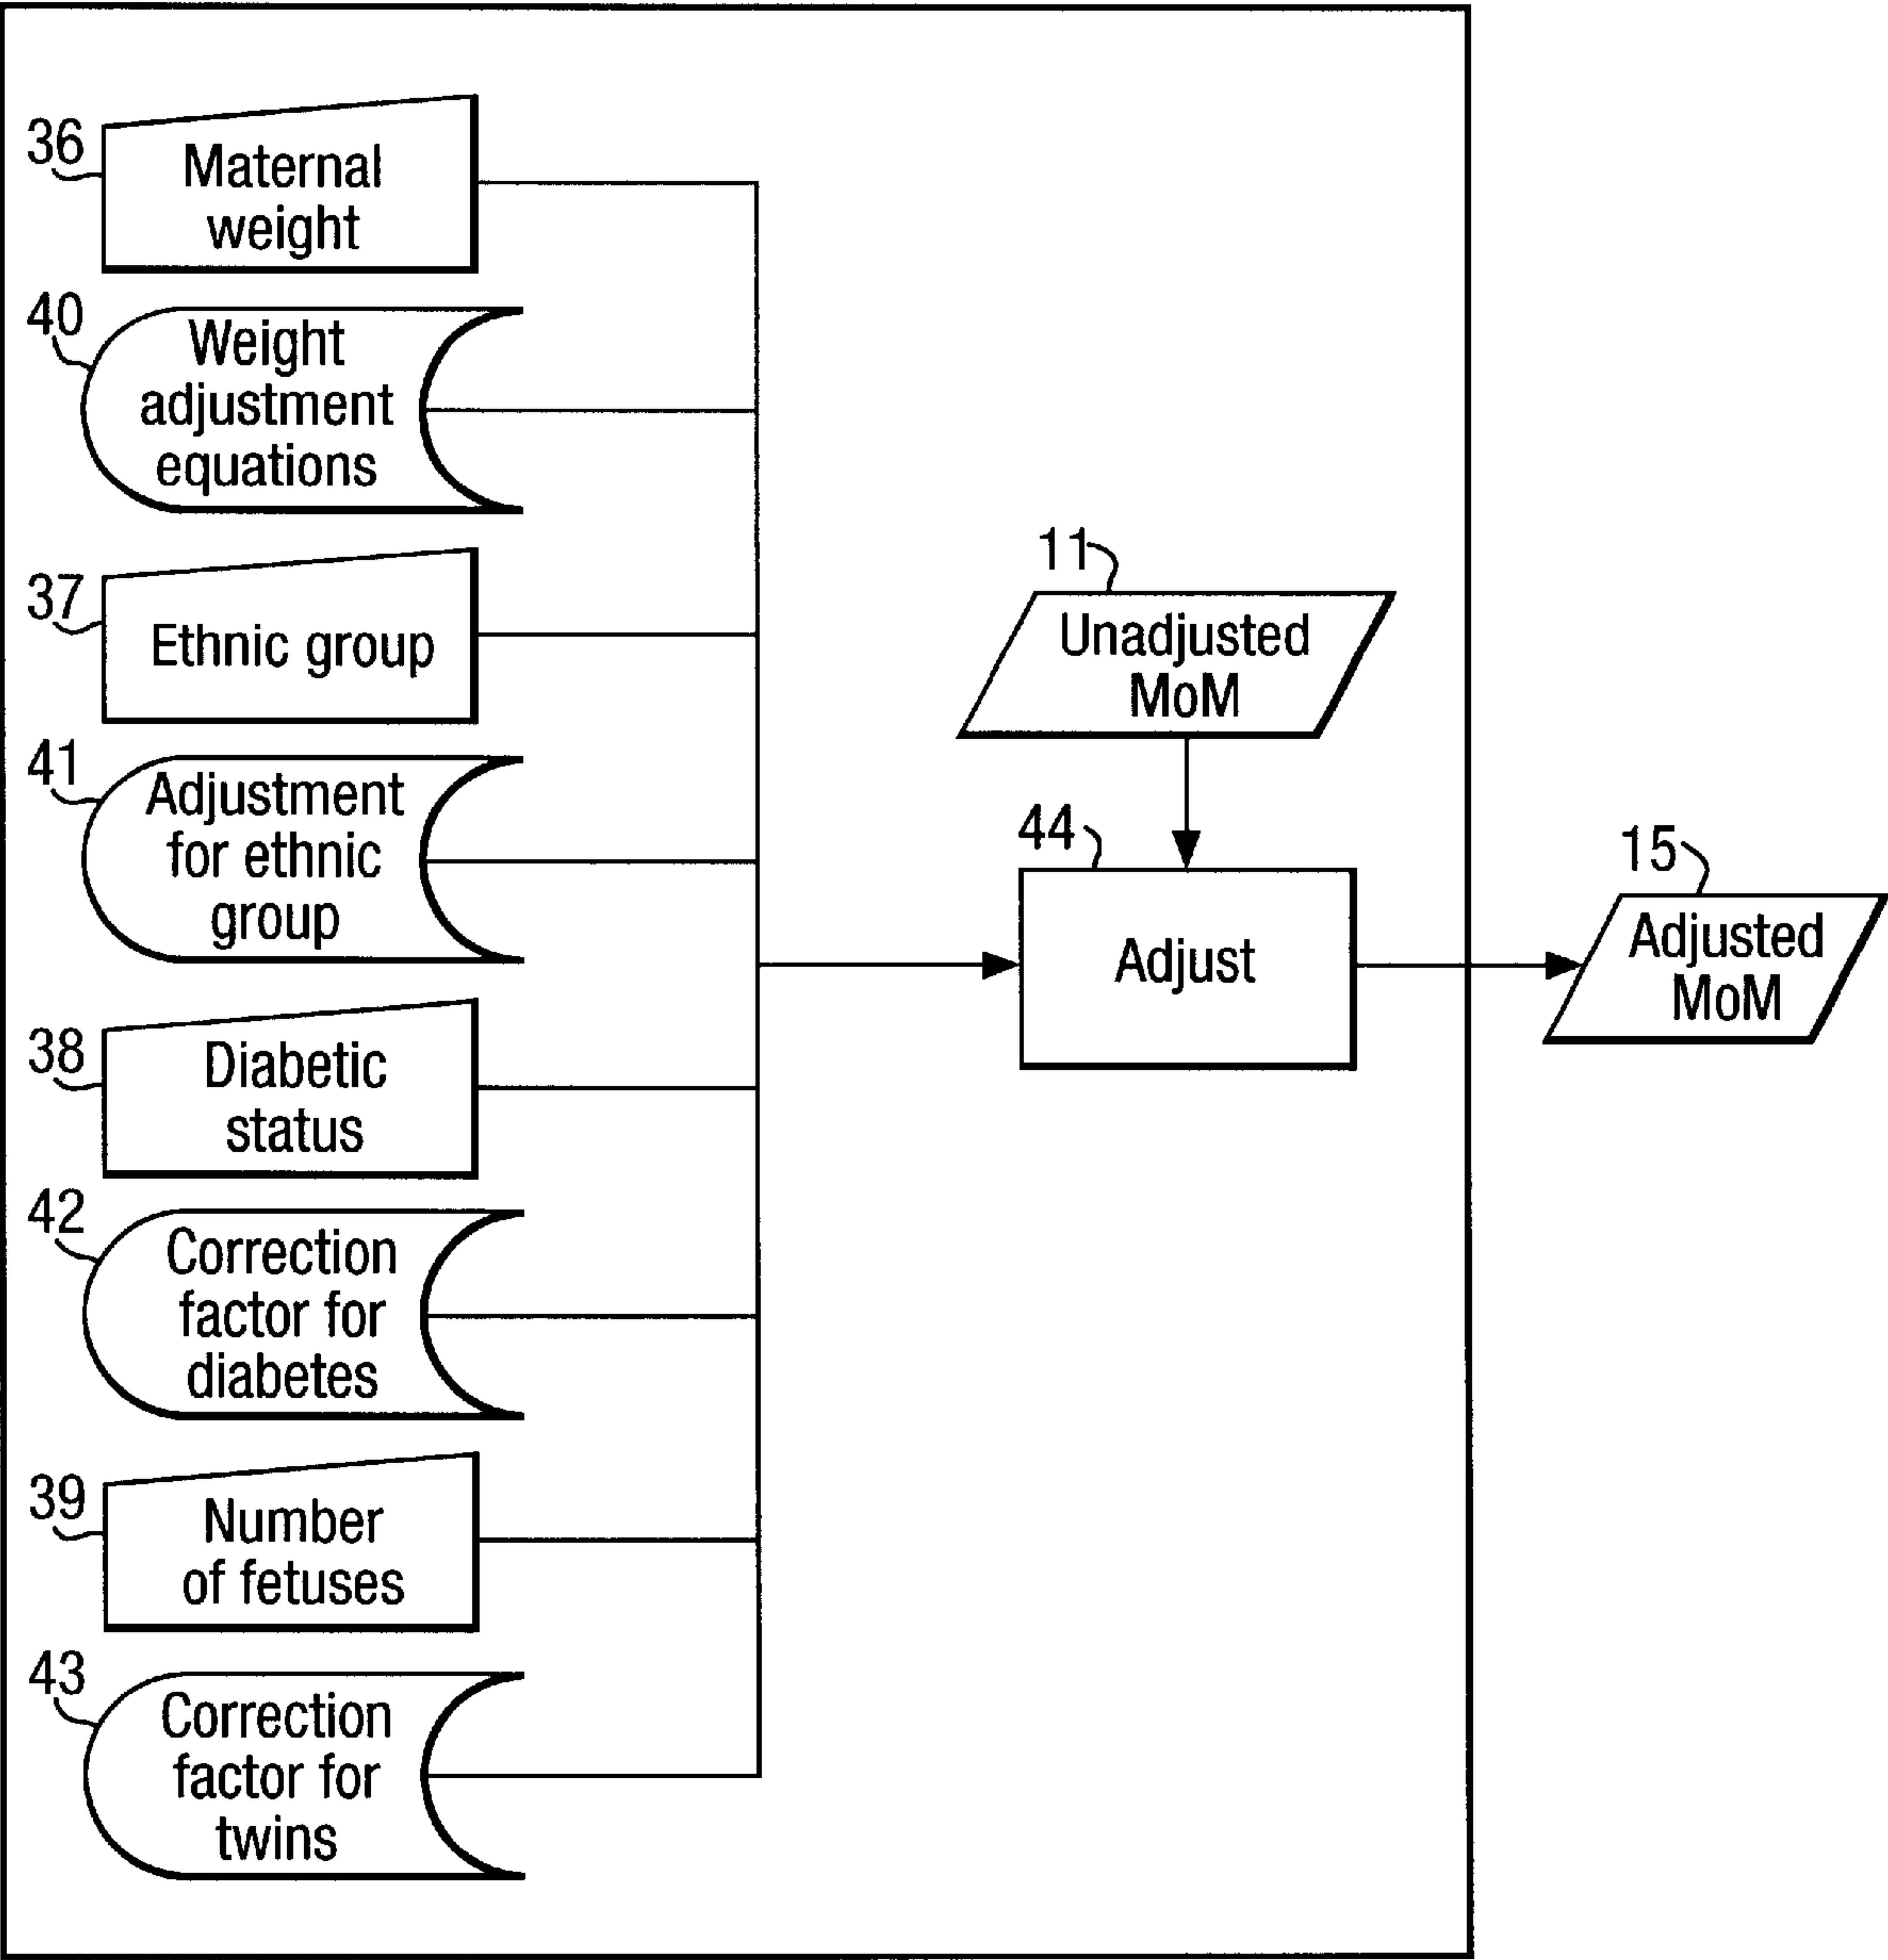 36
Maternal
weight
40
Weight
adjustment
equations
37
Ethnic group
41
Adjustment
for ethnic
group
38
Diabetic
status
42
Correction
factor for
diabetes
39
Number
of fetuses
43
Correction
factor for
twins
11
Unadjusted
MoM
44
Adjust
15
Adjusted
MoM